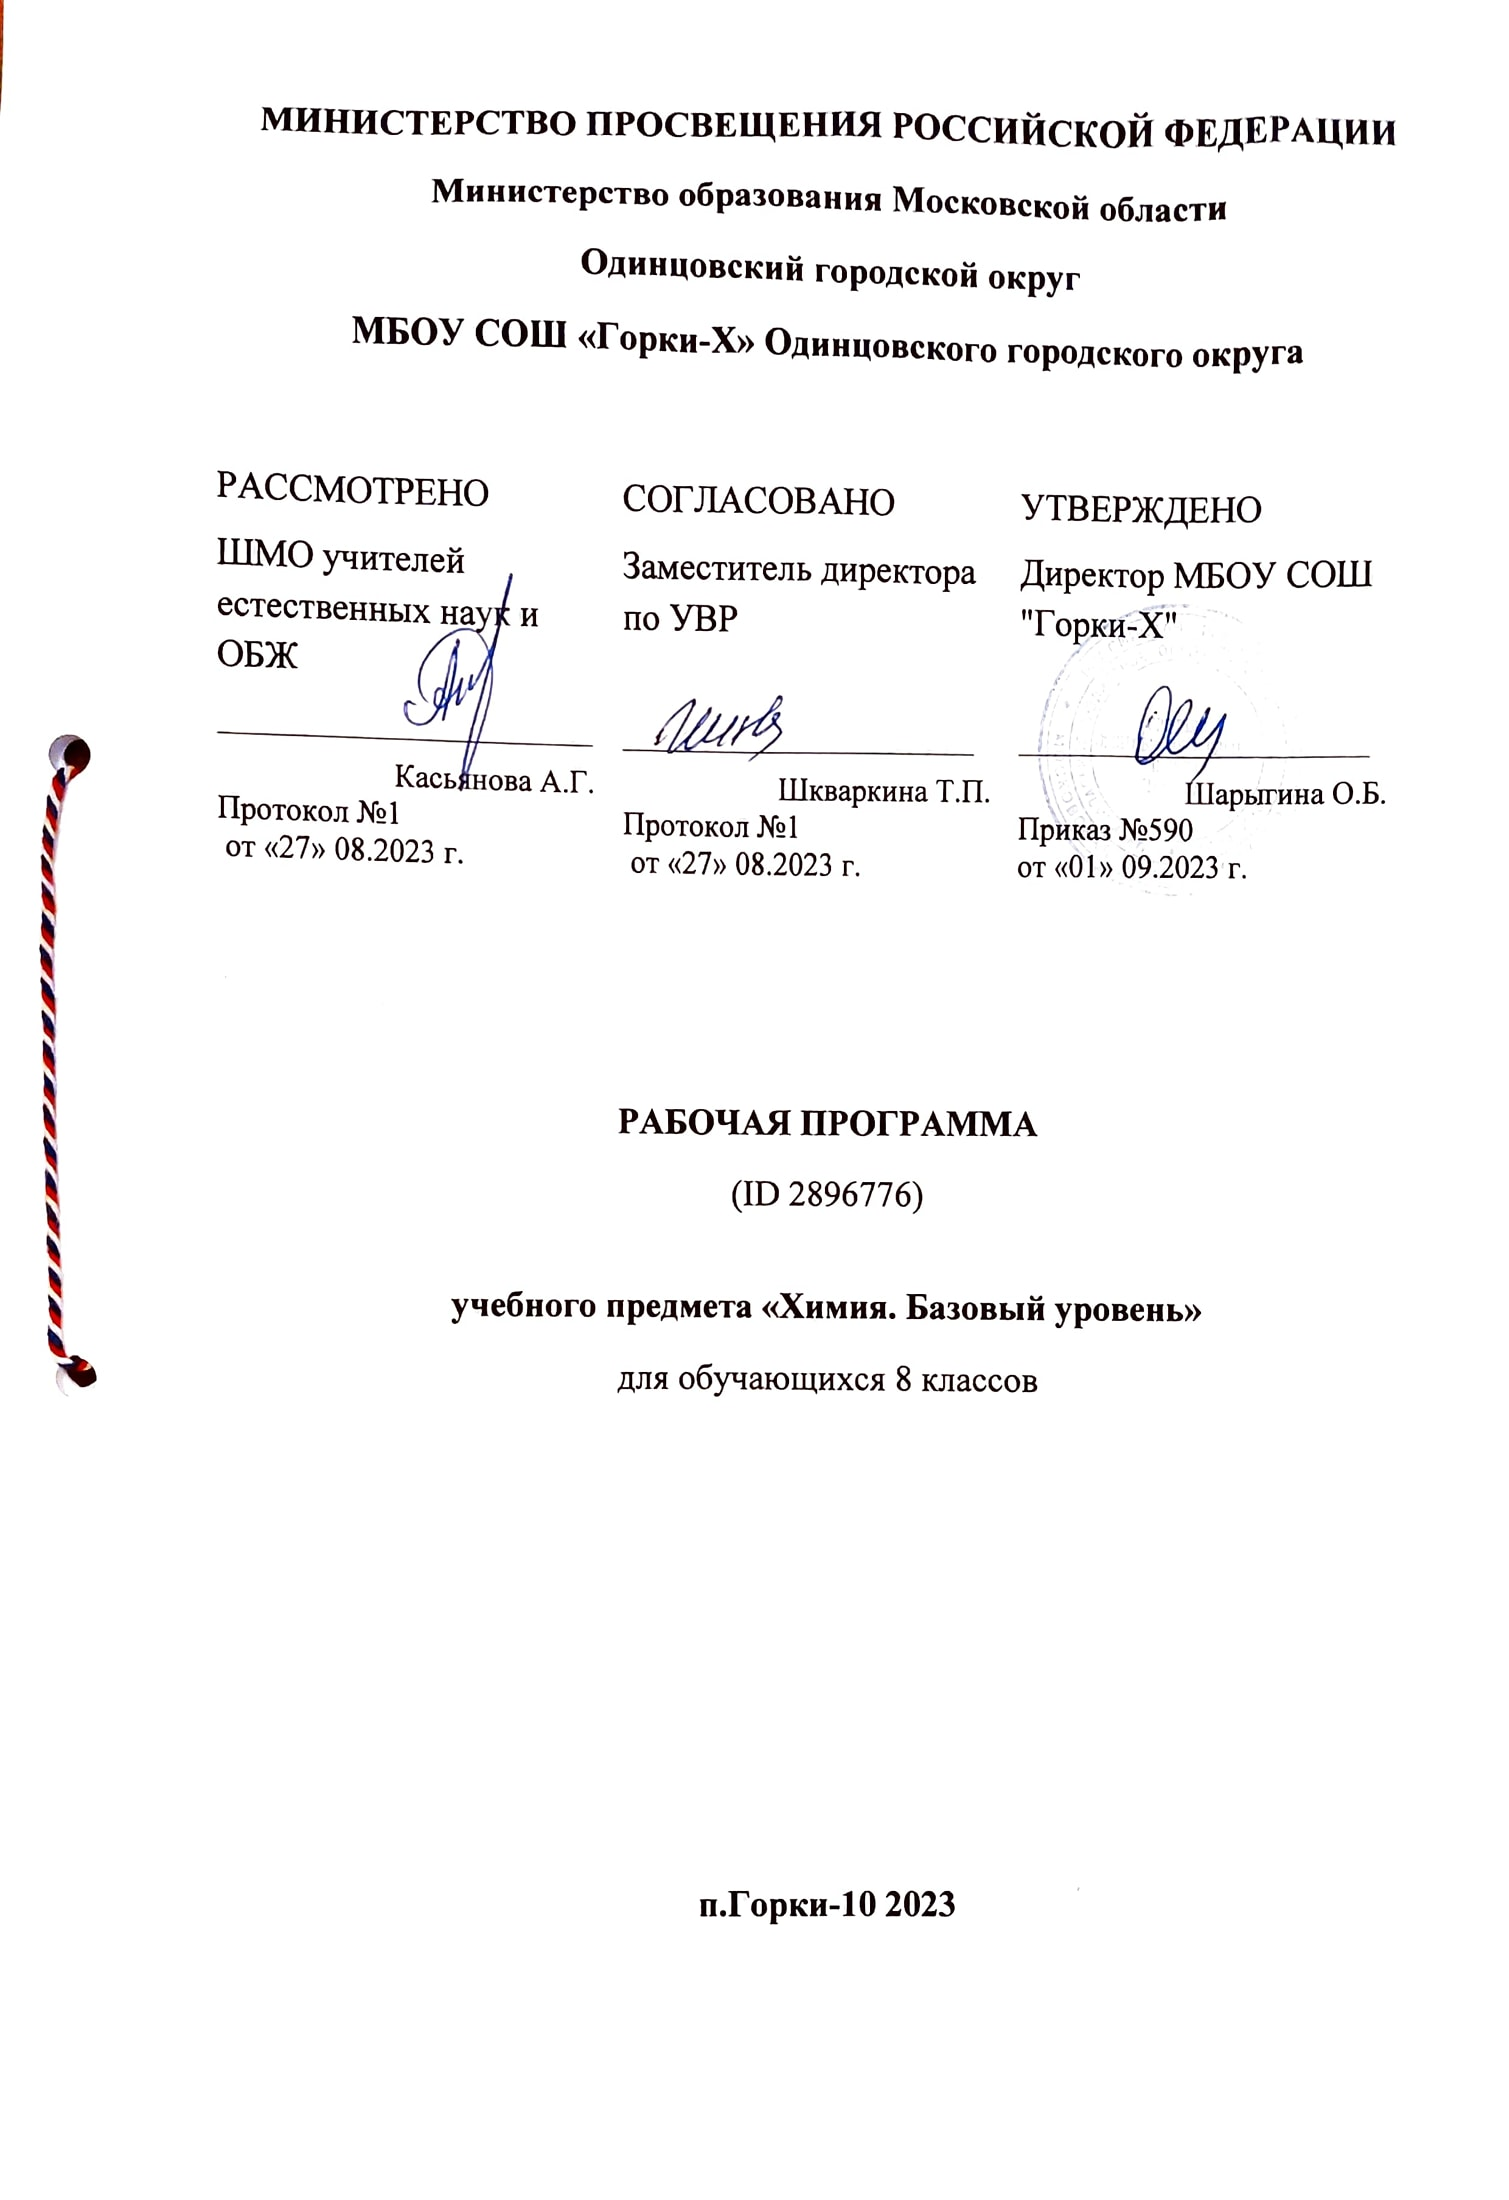 МИНИСТЕРСТВО ПРОСВЕЩЕНИЯ РОССИЙСКОЙ ФЕДЕРАЦИИ
Министерство образования Московской области
Одинцовский городской округ
МБОУ СОШ «Горки-Х» Одинцовского городского округа
РАССМОТРЕНО
ШМО учителей
естественных наук и
ОБЖ
Касьянова А.Г.
Протокол №1
от «27» 08.2023 г.
СОГЛАСОВАНО
Заместитель директора
по УВР
Шкваркина Т.П.
Протокол №1
от «27» 08.2023 г.
УТВЕРЖДЕНО
Директор МБОУ СОШ
"Горки-Х"
Шарыгина О.Б.
Приказ №590
от «01» 09.2023 г.
РАБОЧАЯ ПРОГРАММА
(ID 2896776)
учебного предмета «Химия. Базовый уровень»
для обучающихся 8 классов
п.Горки-10 2023